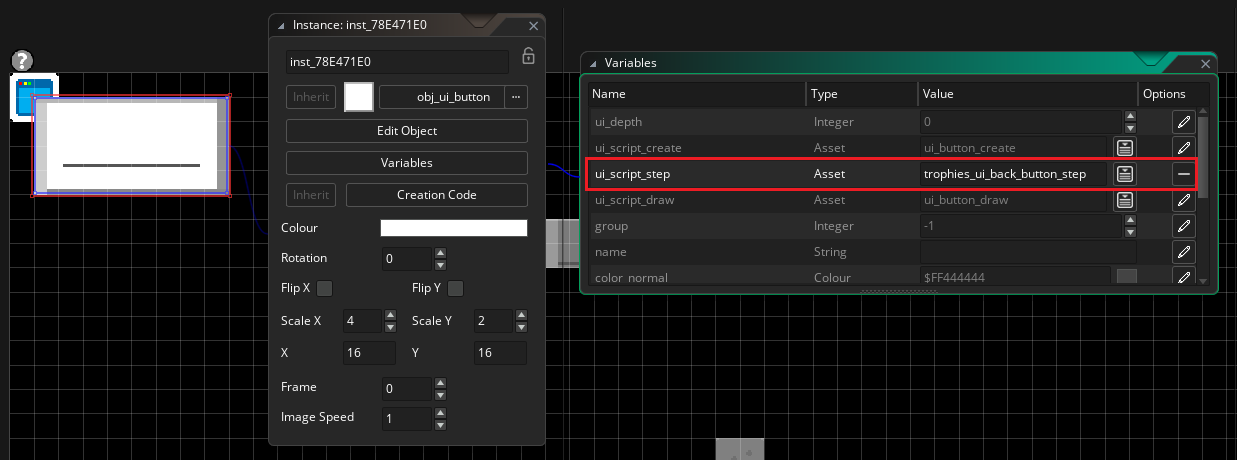 ?
Instance: inst_78E471E0
inst_78E471E0
Inherit
obj_ui_button
...
Edit Object
Variables
Inherit
Creation Code
Colour
Rotation 0
Flip X Flip Y
Scale X 4 Scale Y 2
X 16 Y 16
Frame 0
Image Speed 1
Variables
Name Type Value Options
ui_depth Integer 0
ui_script_create Asset ui_button_create
ui_script_step Asset trophies_ui_back_button_step
ui_script_draw Asset ui_button_draw
group Integer -1
name String
color_normal Colour $FF444444